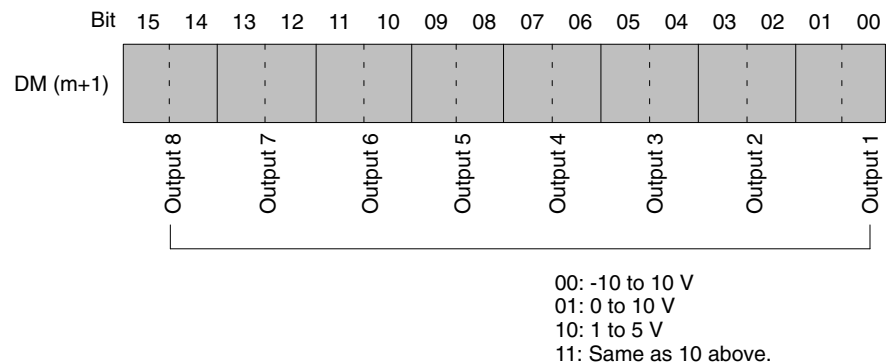 Bit 15 14 13 12 11 10 09 08 07 06 05 04 03 02 01 00
DM (m+1)
Output 8
Output 7
Output 6
Output 5
Output 4
Output 3
Output 2
Output 1
00: -10 to 10 V
01: 0 to 10 V
10: 1 to 5 V
11: Same as 10 above.